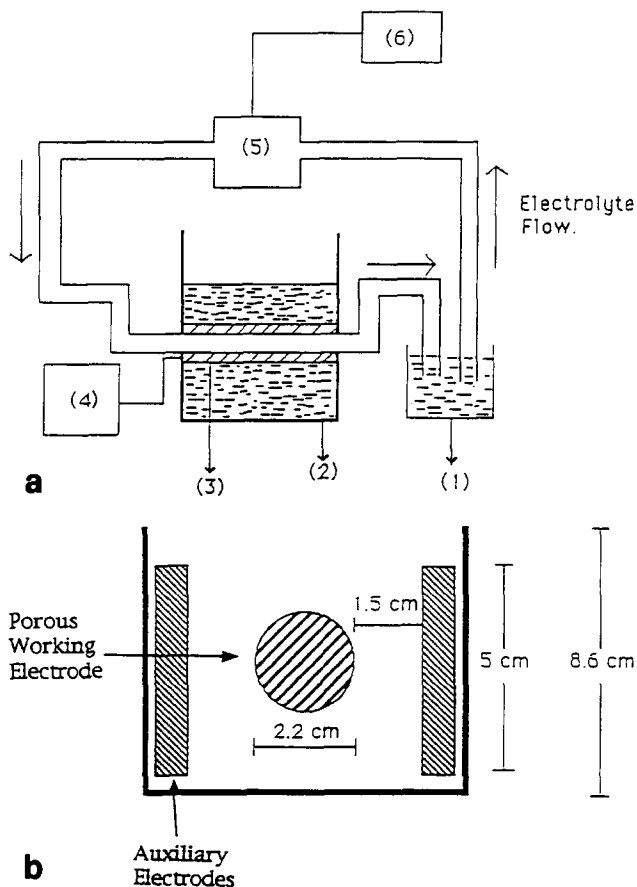 (6)
(5)
Electrolyte
Flow.
(4)
(3)
(2)
(1)
a
Porous
Working
Electrode
1.5 cm
5 cm
8.6 cm
2.2 cm
b
Auxiliary
Electrodes